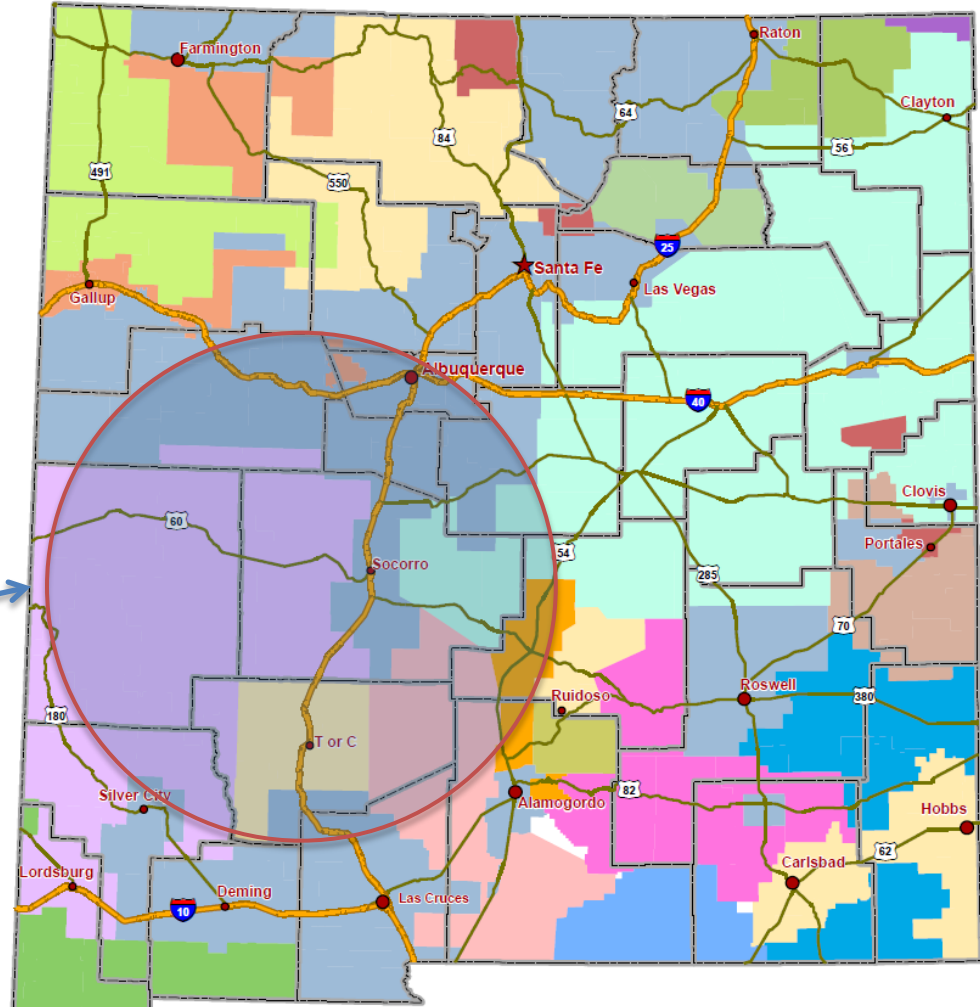 Raton
Farmington
Clayton
64
84
56
491
550
25
Santa Fe
Las Vegas
Gallup
Albuquerque
40
Clovis
60
Portales
54
Socorro
285
70
Roswell
380
Ruidoso
180
T or C
82
Silver City
Alamogordo
Hobbs
62
Carlsbad
Lordsburg
Deming
Las Cruces
10